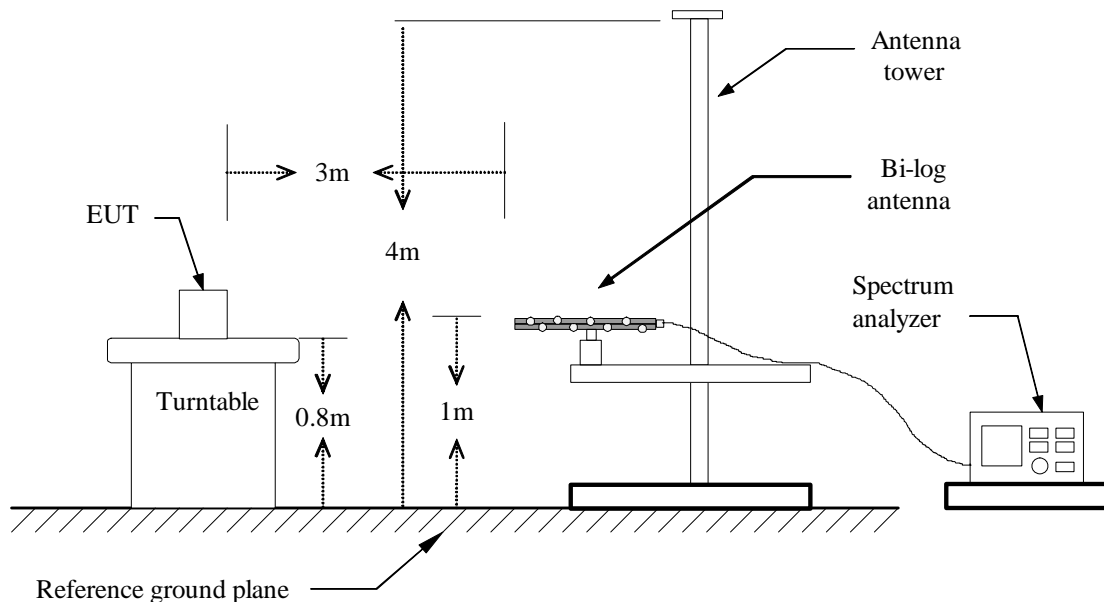 Antenna
tower
3m
Bi-log
antenna
EUT
4m
Spectrum
analyzer
Turntable
0.8m
1m
Reference ground plane